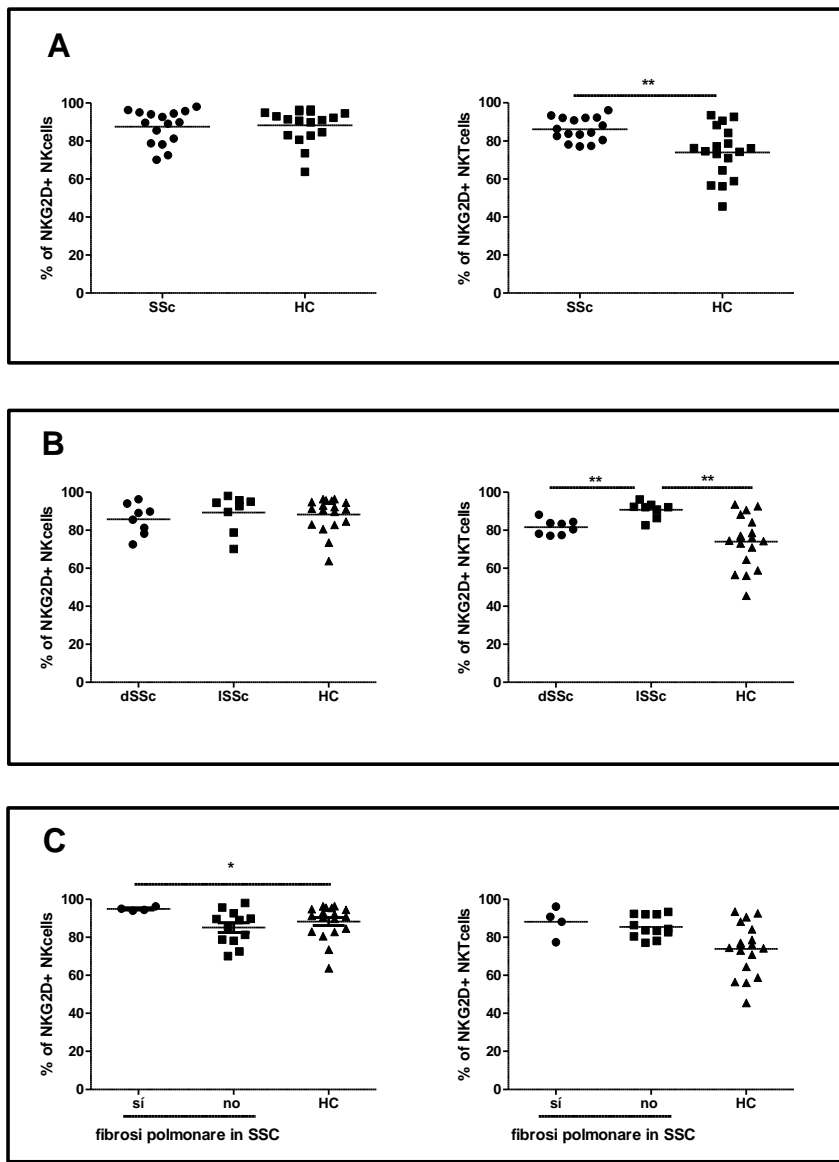 A
% of NKG2D+ NKcells
100
80
60
40
20
0
SSc
HC
% of NKG2D+ NKTcells
100
80
60
40
20
0
**
SSc
HC
B
% of NKG2D+ NKcells
100
80
60
40
20
0
dSSc
lSSc
HC
% of NKG2D+ NKTcells
100
80
60
40
20
0
**
**
dSSc
lSSc
HC
C
% of NKG2D+ NKcells
100
80
60
40
20
0
*
sí
no
HC
fibrosi polmonare in SSC
% of NKG2D+ NKTcells
100
80
60
40
20
0
sí
no
HC
fibrosi polmonare in SSC